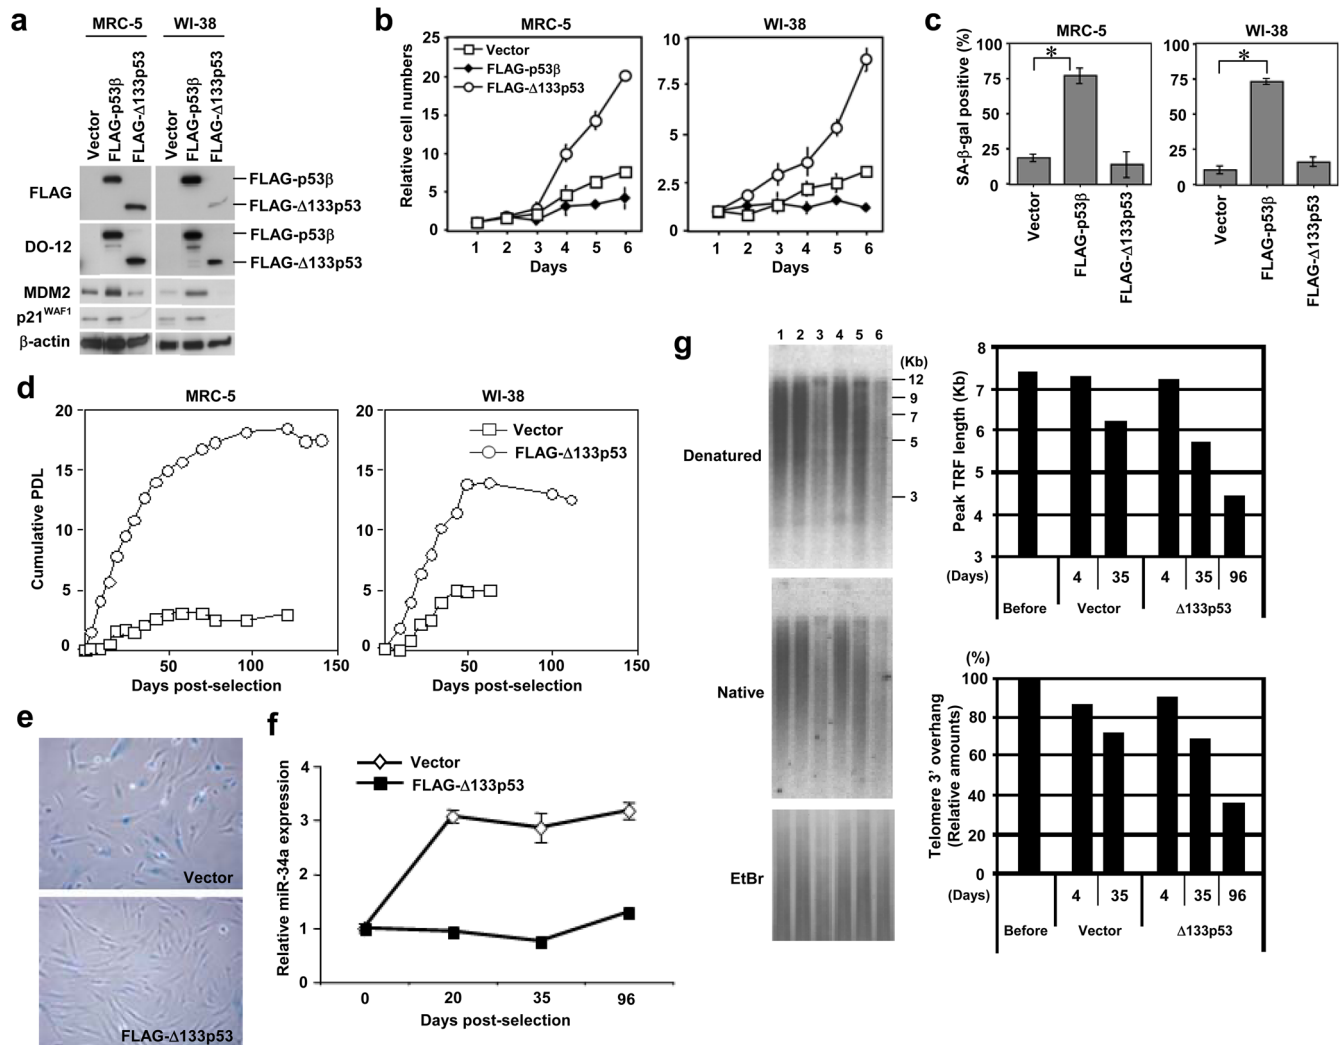 a
MRC-5 WI-38
Vector
FLAG-p53β
FLAG-Δ133p53
Vector
FLAG-p53β
FLAG-Δ133p53
FLAG
FLAG-p53β
FLAG-Δ133p53
DO-12
FLAG-p53β
FLAG-Δ133p53
MDM2
p21WAF1
β-actin
b
MRC-5
Relative cell numbers
25
20
15
10
5
0
Vector
FLAG-p53β
FLAG-Δ133p53
1 2 3 4 5 6
Days
WI-38
10
7.5
5
2.5
0
1 2 3 4 5 6
Days
c
MRC-5
SA-β-gal positive (%)
100
75
50
25
0
*
Vector
FLAG-p53β
FLAG-Δ133p53
WI-38
100
75
50
25
0
*
Vector
FLAG-p53β
FLAG-Δ133p53
d
MRC-5
Cumulative PDL
20
15
10
5
0
50 100 150
Days post-selection
WI-38
20
15
10
5
0
Vector
FLAG-Δ133p53
50 100 150
Days post-selection
e
Vector
FLAG-Δ133p53
f
Vector
FLAG-Δ133p53
Relative miR-34a expression
4
3
2
1
0
0 20 35 96
Days post-selection
g
1 2 3 4 5 6
(Kb)
12
9
7
5
3
Denatured
Native
EtBr
Peak TRF length (Kb)
8
7
6
5
4
3
(Days) 4 35 4 35 96
Before Vector Δ133p53
(%)
Telomere 3' overhang
(Relative amounts)
100
80
60
40
20
0
(Days) 4 35 4 35 96
Before Vector Δ133p53